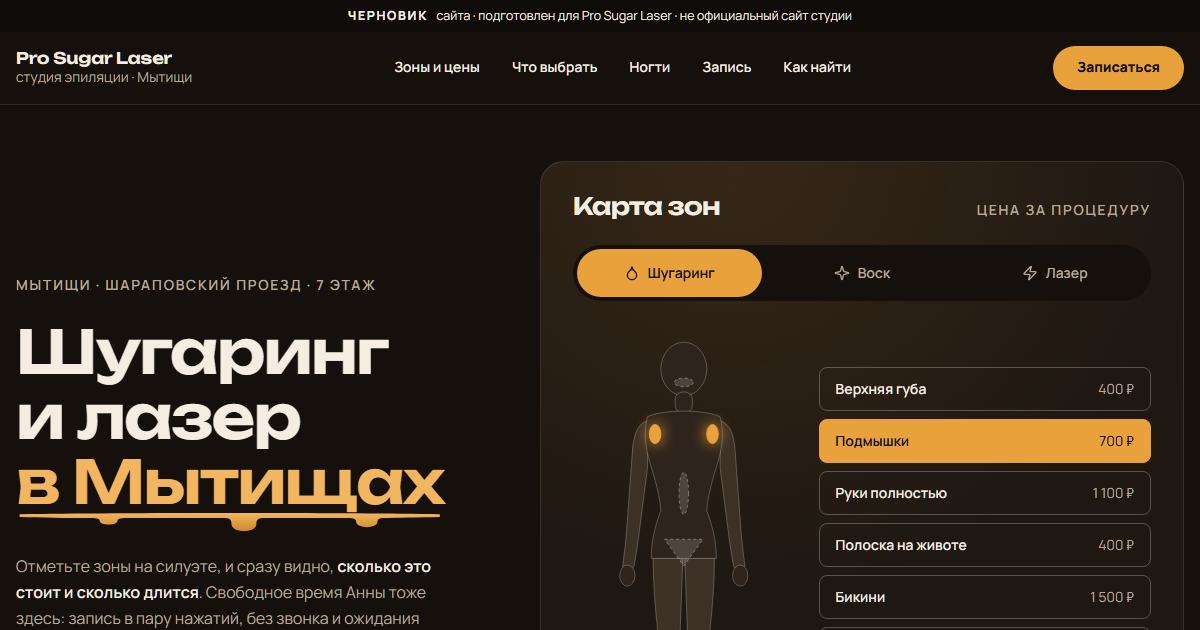 ЧЕРНОВИК сайта · подготовлен для Pro Sugar Laser · не официальный сайт студии
Pro Sugar Laser
студия эпиляции · Мытищи
Зоны и цены
Что выбрать
Ногти
Запись
Как найти
Записаться
МЫТИЩИ · ШАРАПОВСКИЙ ПРОЕЗД · 7 ЭТАЖ
Шугаринг
и лазер
в Мытищах
Отметьте зоны на силуэте, и сразу видно, сколько это
стоит и сколько длится. Свободное время Анны тоже
здесь: запись в пару нажатий, без звонка и ожидания
Карта зон
ЦЕНА ЗА ПРОЦЕДУРУ
Шугаринг
Воск
Лазер
Верхняя губа 400 ₽
Подмышки 700 ₽
Руки полностью 1 100 ₽
Полоска на животе 400 ₽
Бикини 1 500 ₽